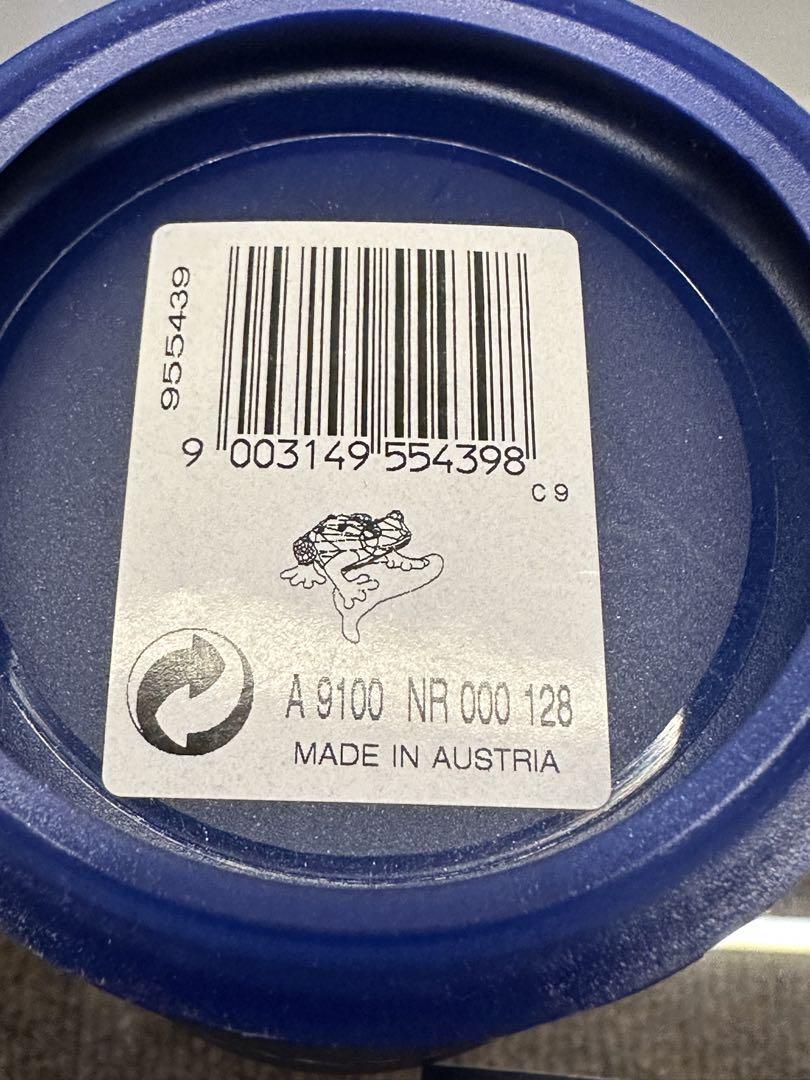 955439
9 003149 554398
C 9
A 9100 NR 000 128
MADE IN AUSTRIA